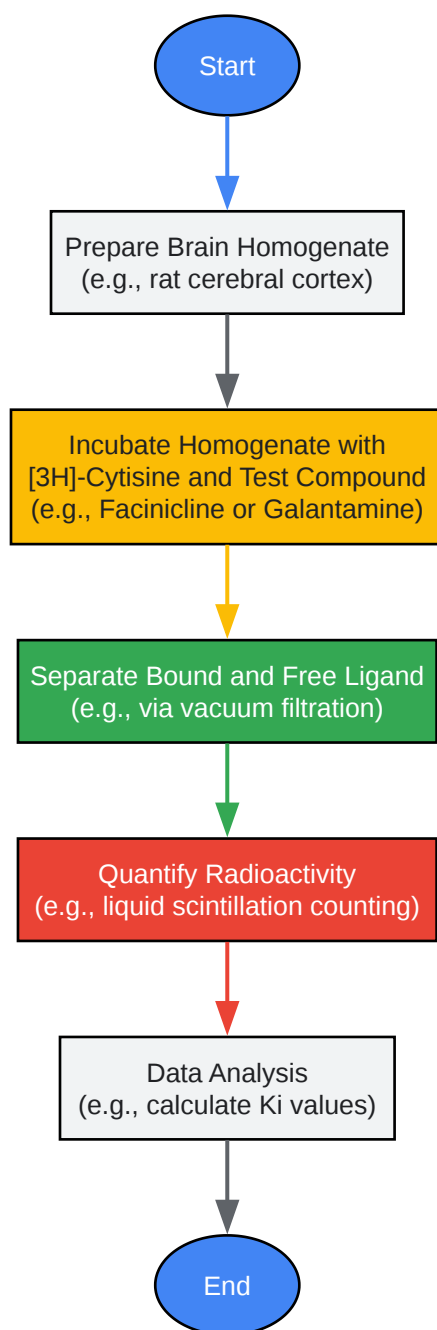 Start
Prepare Brain Homogenate
(e.g., rat cerebral cortex)
Incubate Homogenate with
[3H]-Cytisine and Test Compound
(e.g., Facinicline or Galantamine)
Separate Bound and Free Ligand
(e.g., via vacuum filtration)
Quantify Radioactivity
(e.g., liquid scintillation counting)
Data Analysis
(e.g., calculate Ki values)
End